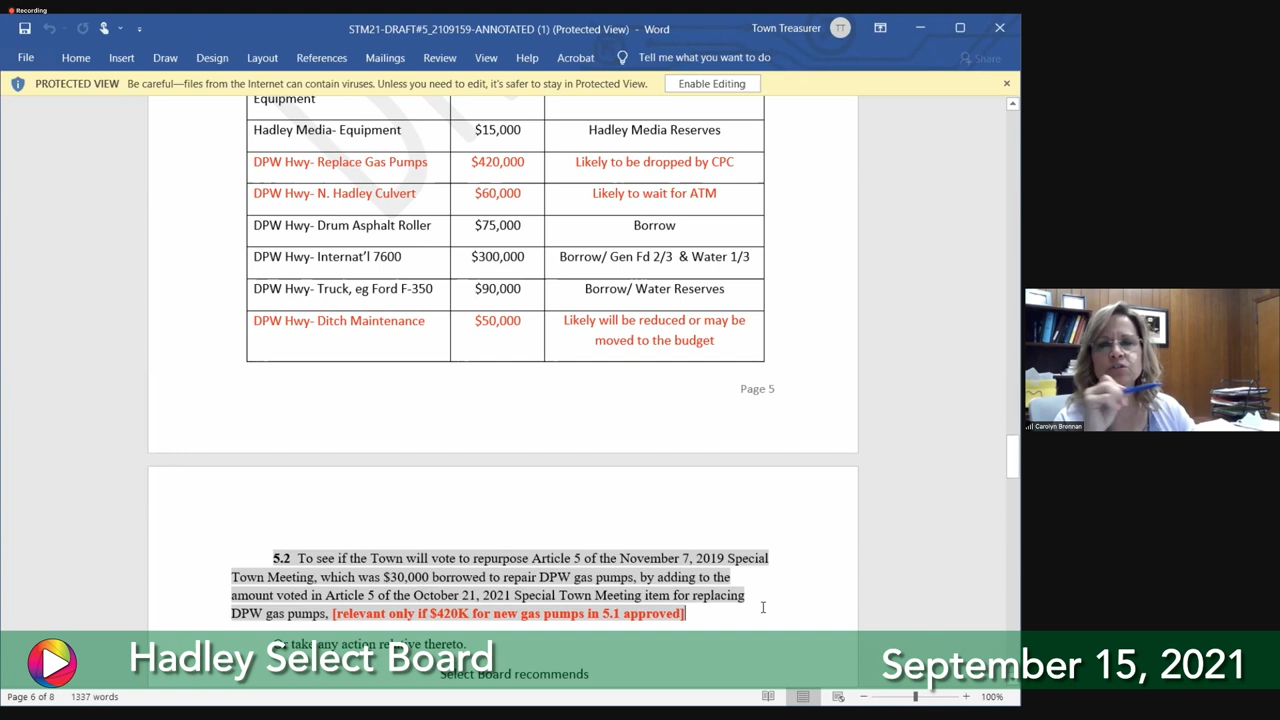 Recording
STM21-DRAFT#5_2109159-ANNOTATED (1) (Protected View) - Word
Town Treasurer
TT
File Home Insert Draw Design Layout References Mailings Review View Help Acrobat Tell me what you want to do
Share
PROTECTED VIEW Be careful—files from the Internet can contain viruses. Unless you need to edit, it's safer to stay in Protected View. Enable Editing
Equipment
Hadley Media- Equipment $15,000 Hadley Media Reserves
DPW Hwy- Replace Gas Pumps $420,000 Likely to be dropped by CPC
DPW Hwy- N. Hadley Culvert $60,000 Likely to wait for ATM
DPW Hwy- Drum Asphalt Roller $75,000 Borrow
DPW Hwy- Internat'l 7600 $300,000 Borrow/ Gen Fd 2/3 & Water 1/3
DPW Hwy- Truck, eg Ford F-350 $90,000 Borrow/ Water Reserves
DPW Hwy- Ditch Maintenance $50,000 Likely will be reduced or may be
moved to the budget
Page 5
5.2 To see if the Town will vote to repurpose Article 5 of the November 7, 2019 Special
Town Meeting, which was $30,000 borrowed to repair DPW gas pumps, by adding to the
amount voted in Article 5 of the October 21, 2021 Special Town Meeting item for replacing
DPW gas pumps, [relevant only if $420K for new gas pumps in 5.1 approved]
Or take any action relative thereto.
Select Board recommends
Carolyn Brennan
Hadley Select Board
September 15, 2021
Page 6 of 8 1337 words
100%